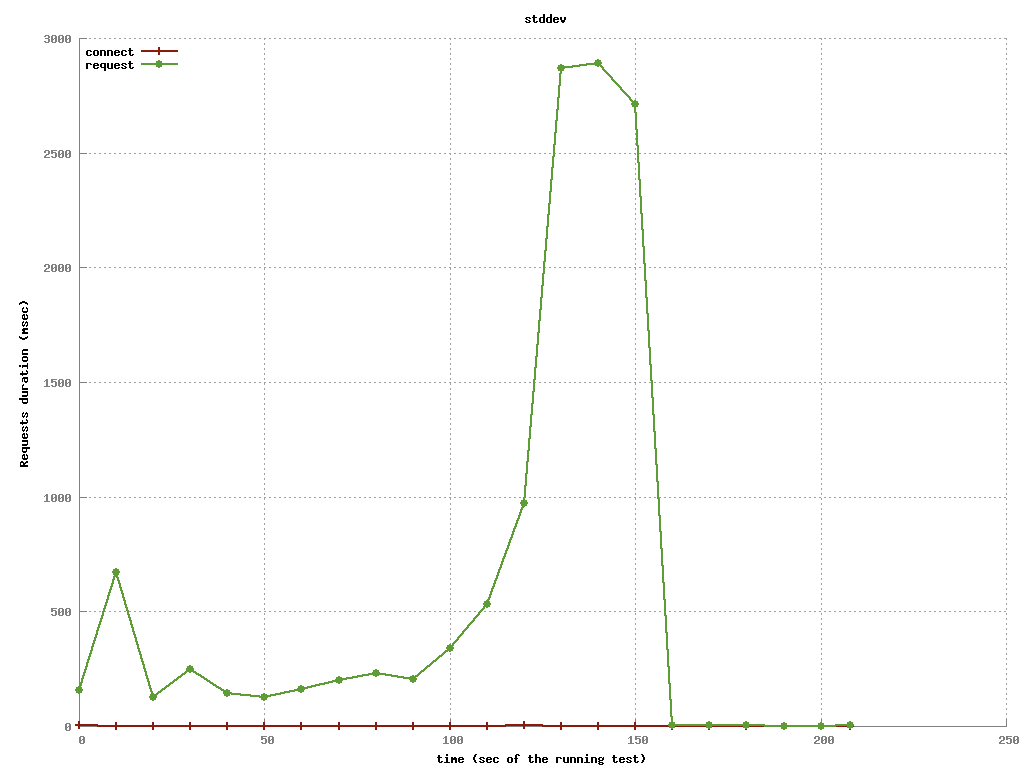 stddev
3000
connect
request
2500
2000
1500
1000
500
0
Requests duration (msec)
0 50 100 150 200 250
time (sec of the running test)